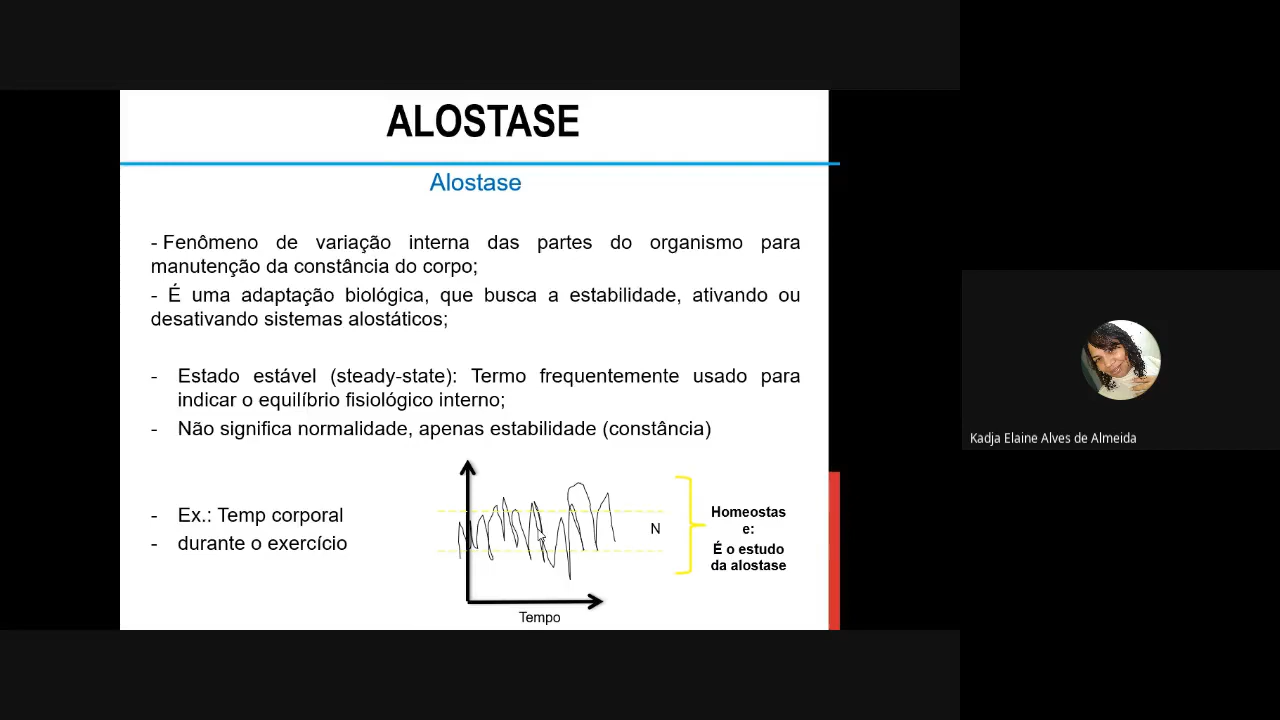 ALOSTASE
Alostase
- Fenômeno de variação interna das partes do organismo para
manutenção da constância do corpo;
- É uma adaptação biológica, que busca a estabilidade, ativando ou
desativando sistemas alostáticos;
- Estado estável (steady-state): Termo frequentemente usado para
indicar o equilíbrio fisiológico interno;
- Não significa normalidade, apenas estabilidade (constância)
- Ex.: Temp corporal
- durante o exercício
N
Tempo
Homeostas
e:
É o estudo
da alostase
Kadja Elaine Alves de Almeida